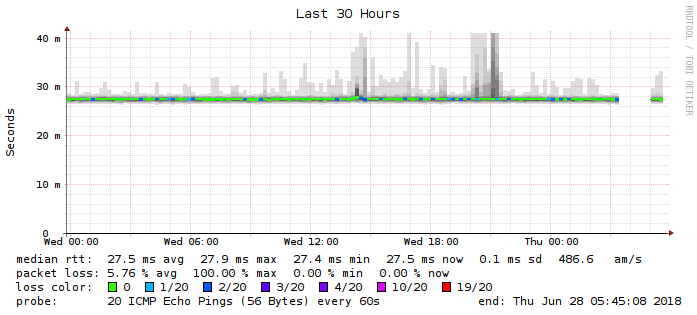 Last 30 Hours
RRDTOOL / TOBI OETIKER
Seconds
40 m
30 m
20 m
10 m
0
Wed 00:00 Wed 06:00 Wed 12:00 Wed 18:00 Thu 00:00
median rtt: 27.5 ms avg 27.9 ms max 27.4 ms min 27.5 ms now 0.1 ms sd 486.6 am/s
packet loss: 5.76 % avg 100.00 % max 0.00 % min 0.00 % now
loss color: 0 1/20 2/20 3/20 4/20 10/20 19/20
probe: 20 ICMP Echo Pings (56 Bytes) every 60s end: Thu Jun 28 05:45:08 2018